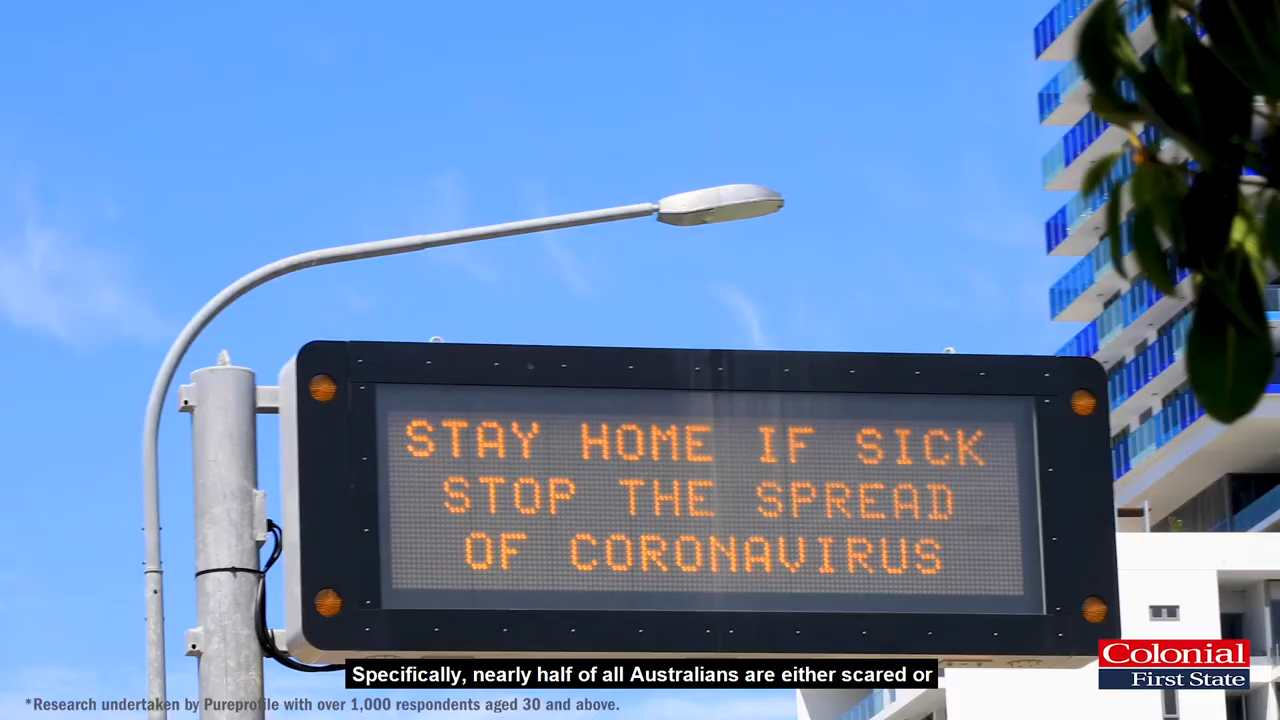 STAY HOME IF SICK
STOP THE SPREAD
OF CORONAVIRUS
Specifically, nearly half of all Australians are either scared or
Colonial
First State
*Research undertaken by Pureprofile with over 1,000 respondents aged 30 and above.